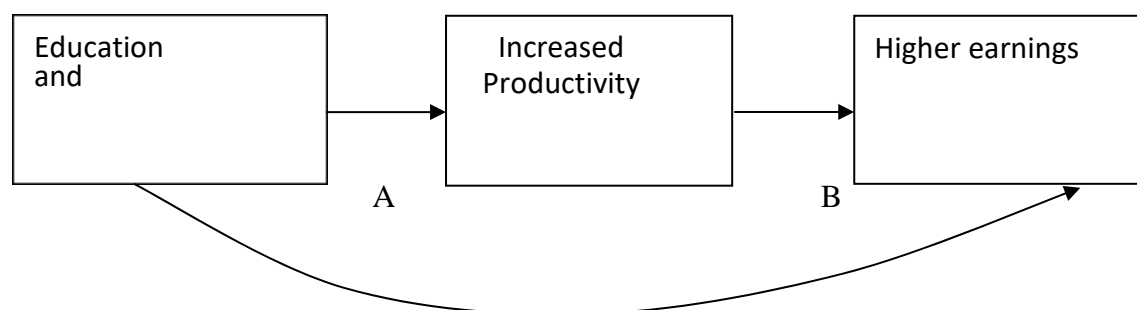 Education
and
Increased
Productivity
Higher earnings
A
B